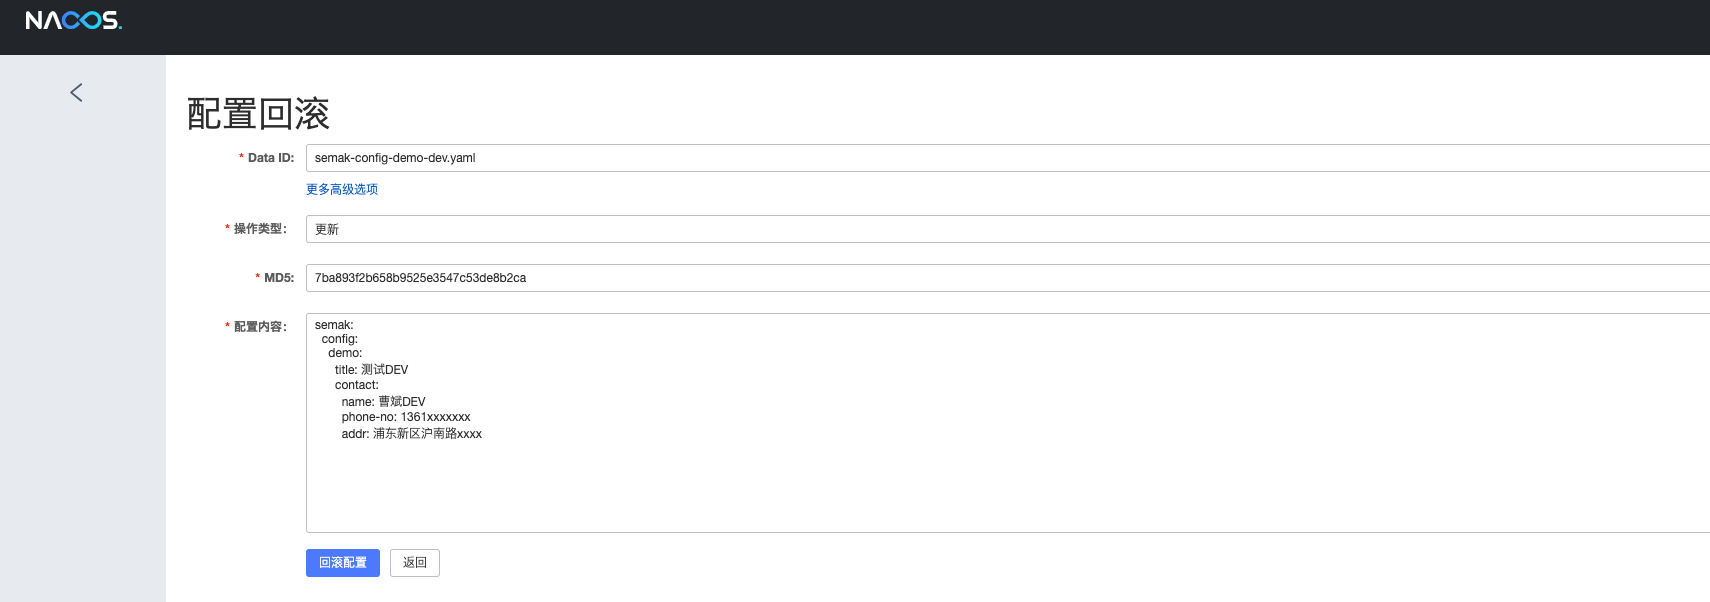 NACOS.
配置回滚
* Data ID: semak-config-demo-dev.yaml
更多高级选项
* 操作类型: 更新
* MD5: 7ba893f2b658b9525e3547c53de8b2ca
* 配置内容: semak:
config:
demo:
title: 测试DEV
contact:
name: 曹斌DEV
phone-no: 1361xxxxxxx
addr: 浦东新区沪南路xxxx
回滚配置 返回